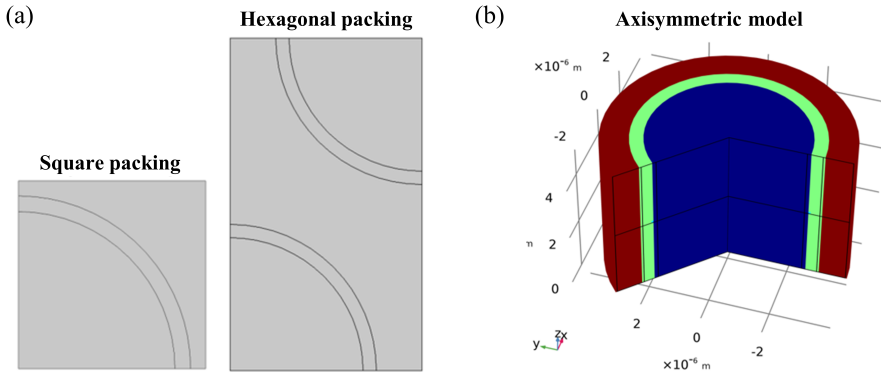 (a)
Hexagonal packing
Square packing
(b)
Axisymmetric model
×10⁻⁶ m
2
0
-2
4
2
0
m
2
0
-2
×10⁻⁶ m
y
z
x